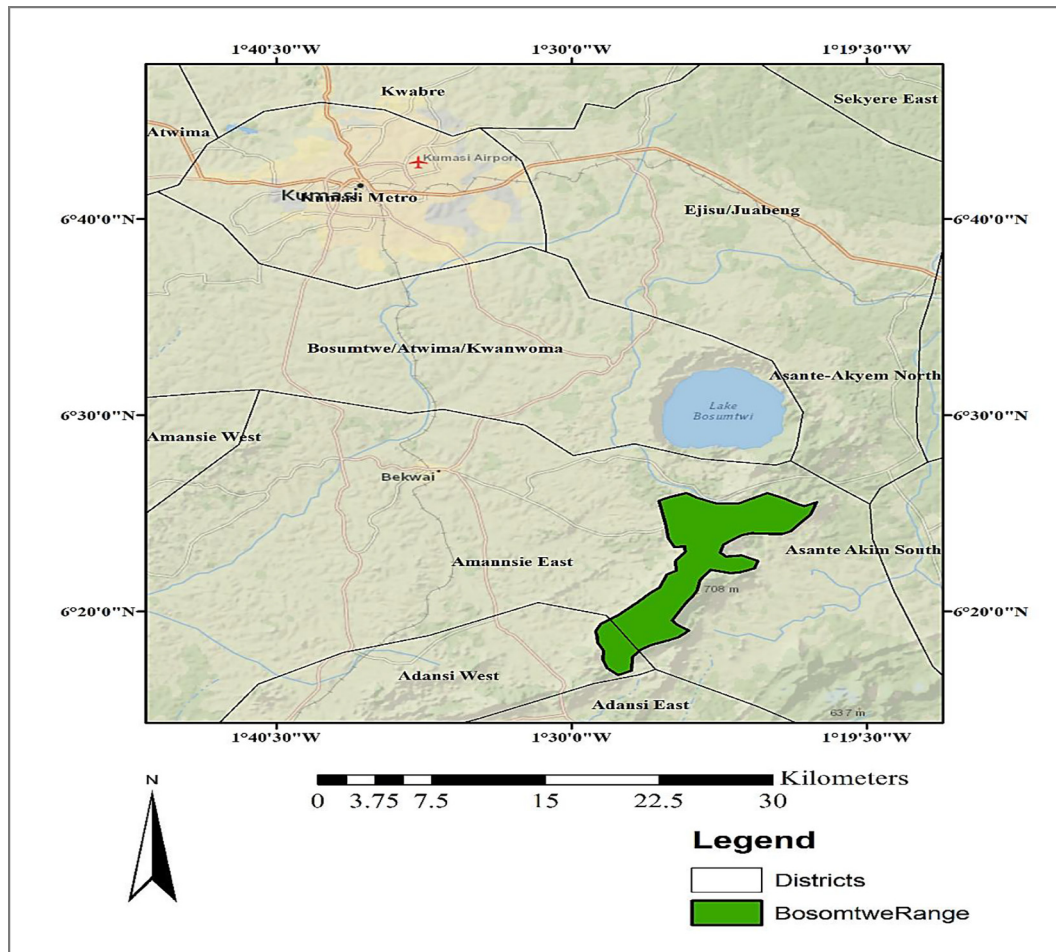 1°40'30"W 1°30'0"W 1°19'30"W
Kwabre
Sekyere East
Atwima
Kumasi Airport
Kumasi
Kumasi Metro
6°40'0"N 6°40'0"N
Ejisu/Juabeng
Bosumtwe/Atwima/Kwanwoma
Asante-Akyem North
Lake
Bosumtwi
6°30'0"N 6°30'0"N
Amansie West
Bekwai
Amannsie East
Asante Akim South
708 m
6°20'0"N 6°20'0"N
Adansi West
Adansi East
637 m
1°40'30"W 1°30'0"W 1°19'30"W
N
Kilometers
0 3.75 7.5 15 22.5 30
Legend
Districts
BosomtweRange